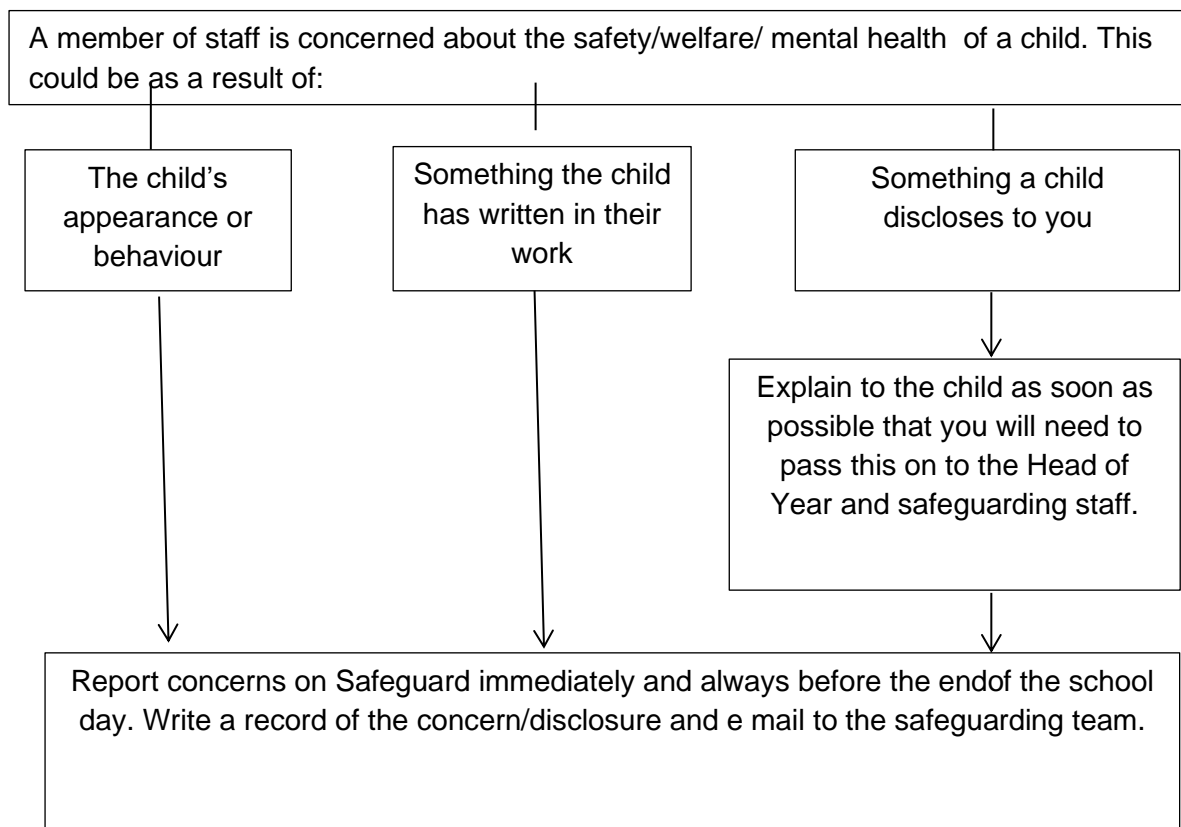 A member of staff is concerned about the safety/welfare/ mental health  of a child. This
could be as a result of:
The child’s
appearance or
behaviour
Something the child
has written in their
work
Something a child
discloses to you
Explain to the child as soon as
possible that you will need to
pass this on to the Head of
Year and safeguarding staff.
Report concerns on Safeguard immediately and always before the endof the school
day. Write a record of the concern/disclosure and e mail to the safeguarding team.